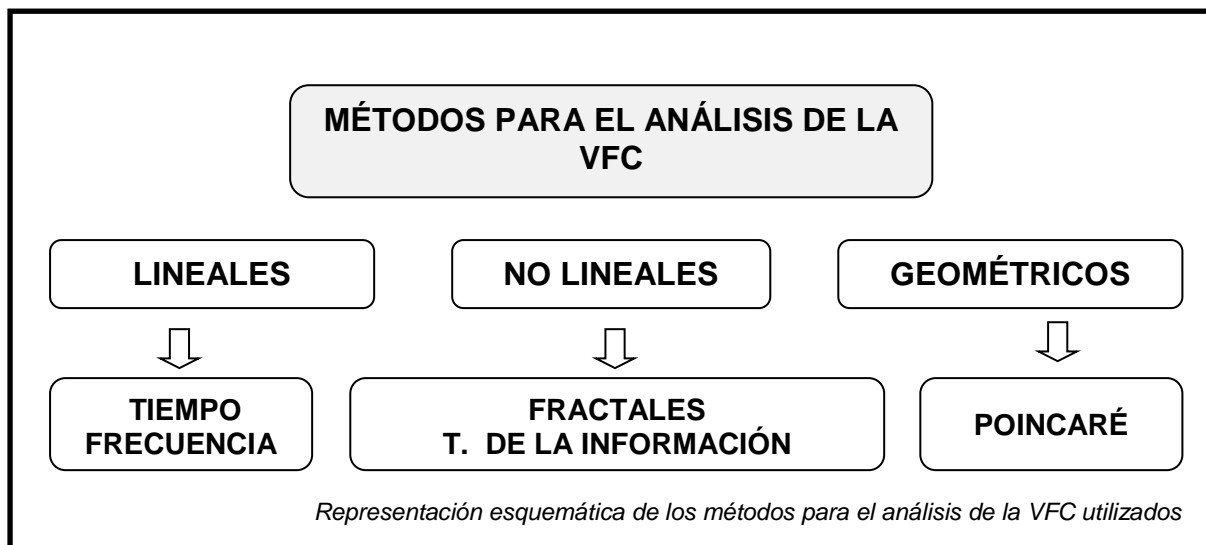 MÉTODOS PARA EL ANÁLISIS DE LA
VFC
LINEALES
NO LINEALES
GEOMÉTRICOS
TIEMPO
FRECUENCIA
FRACTALES
T. DE LA INFORMACIÓN
POINCARÉ
Representación esquemática de los métodos para el análisis de la VFC utilizados